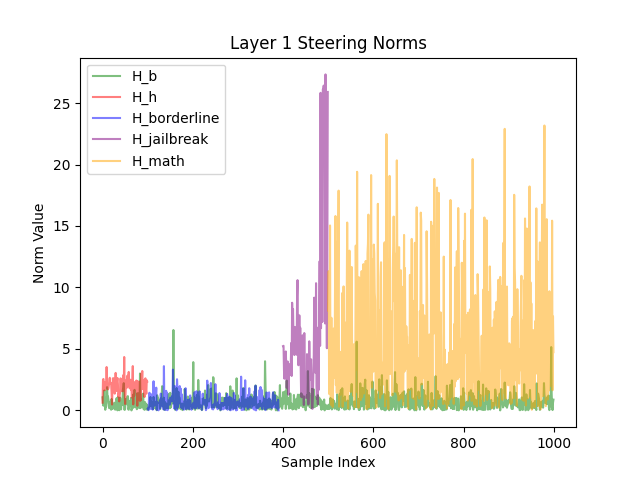 Layer 1 Steering Norms
H_b
H_h
H_borderline
H_jailbreak
H_math
Norm Value
25
20
15
10
5
0
0 200 400 600 800 1000
Sample Index